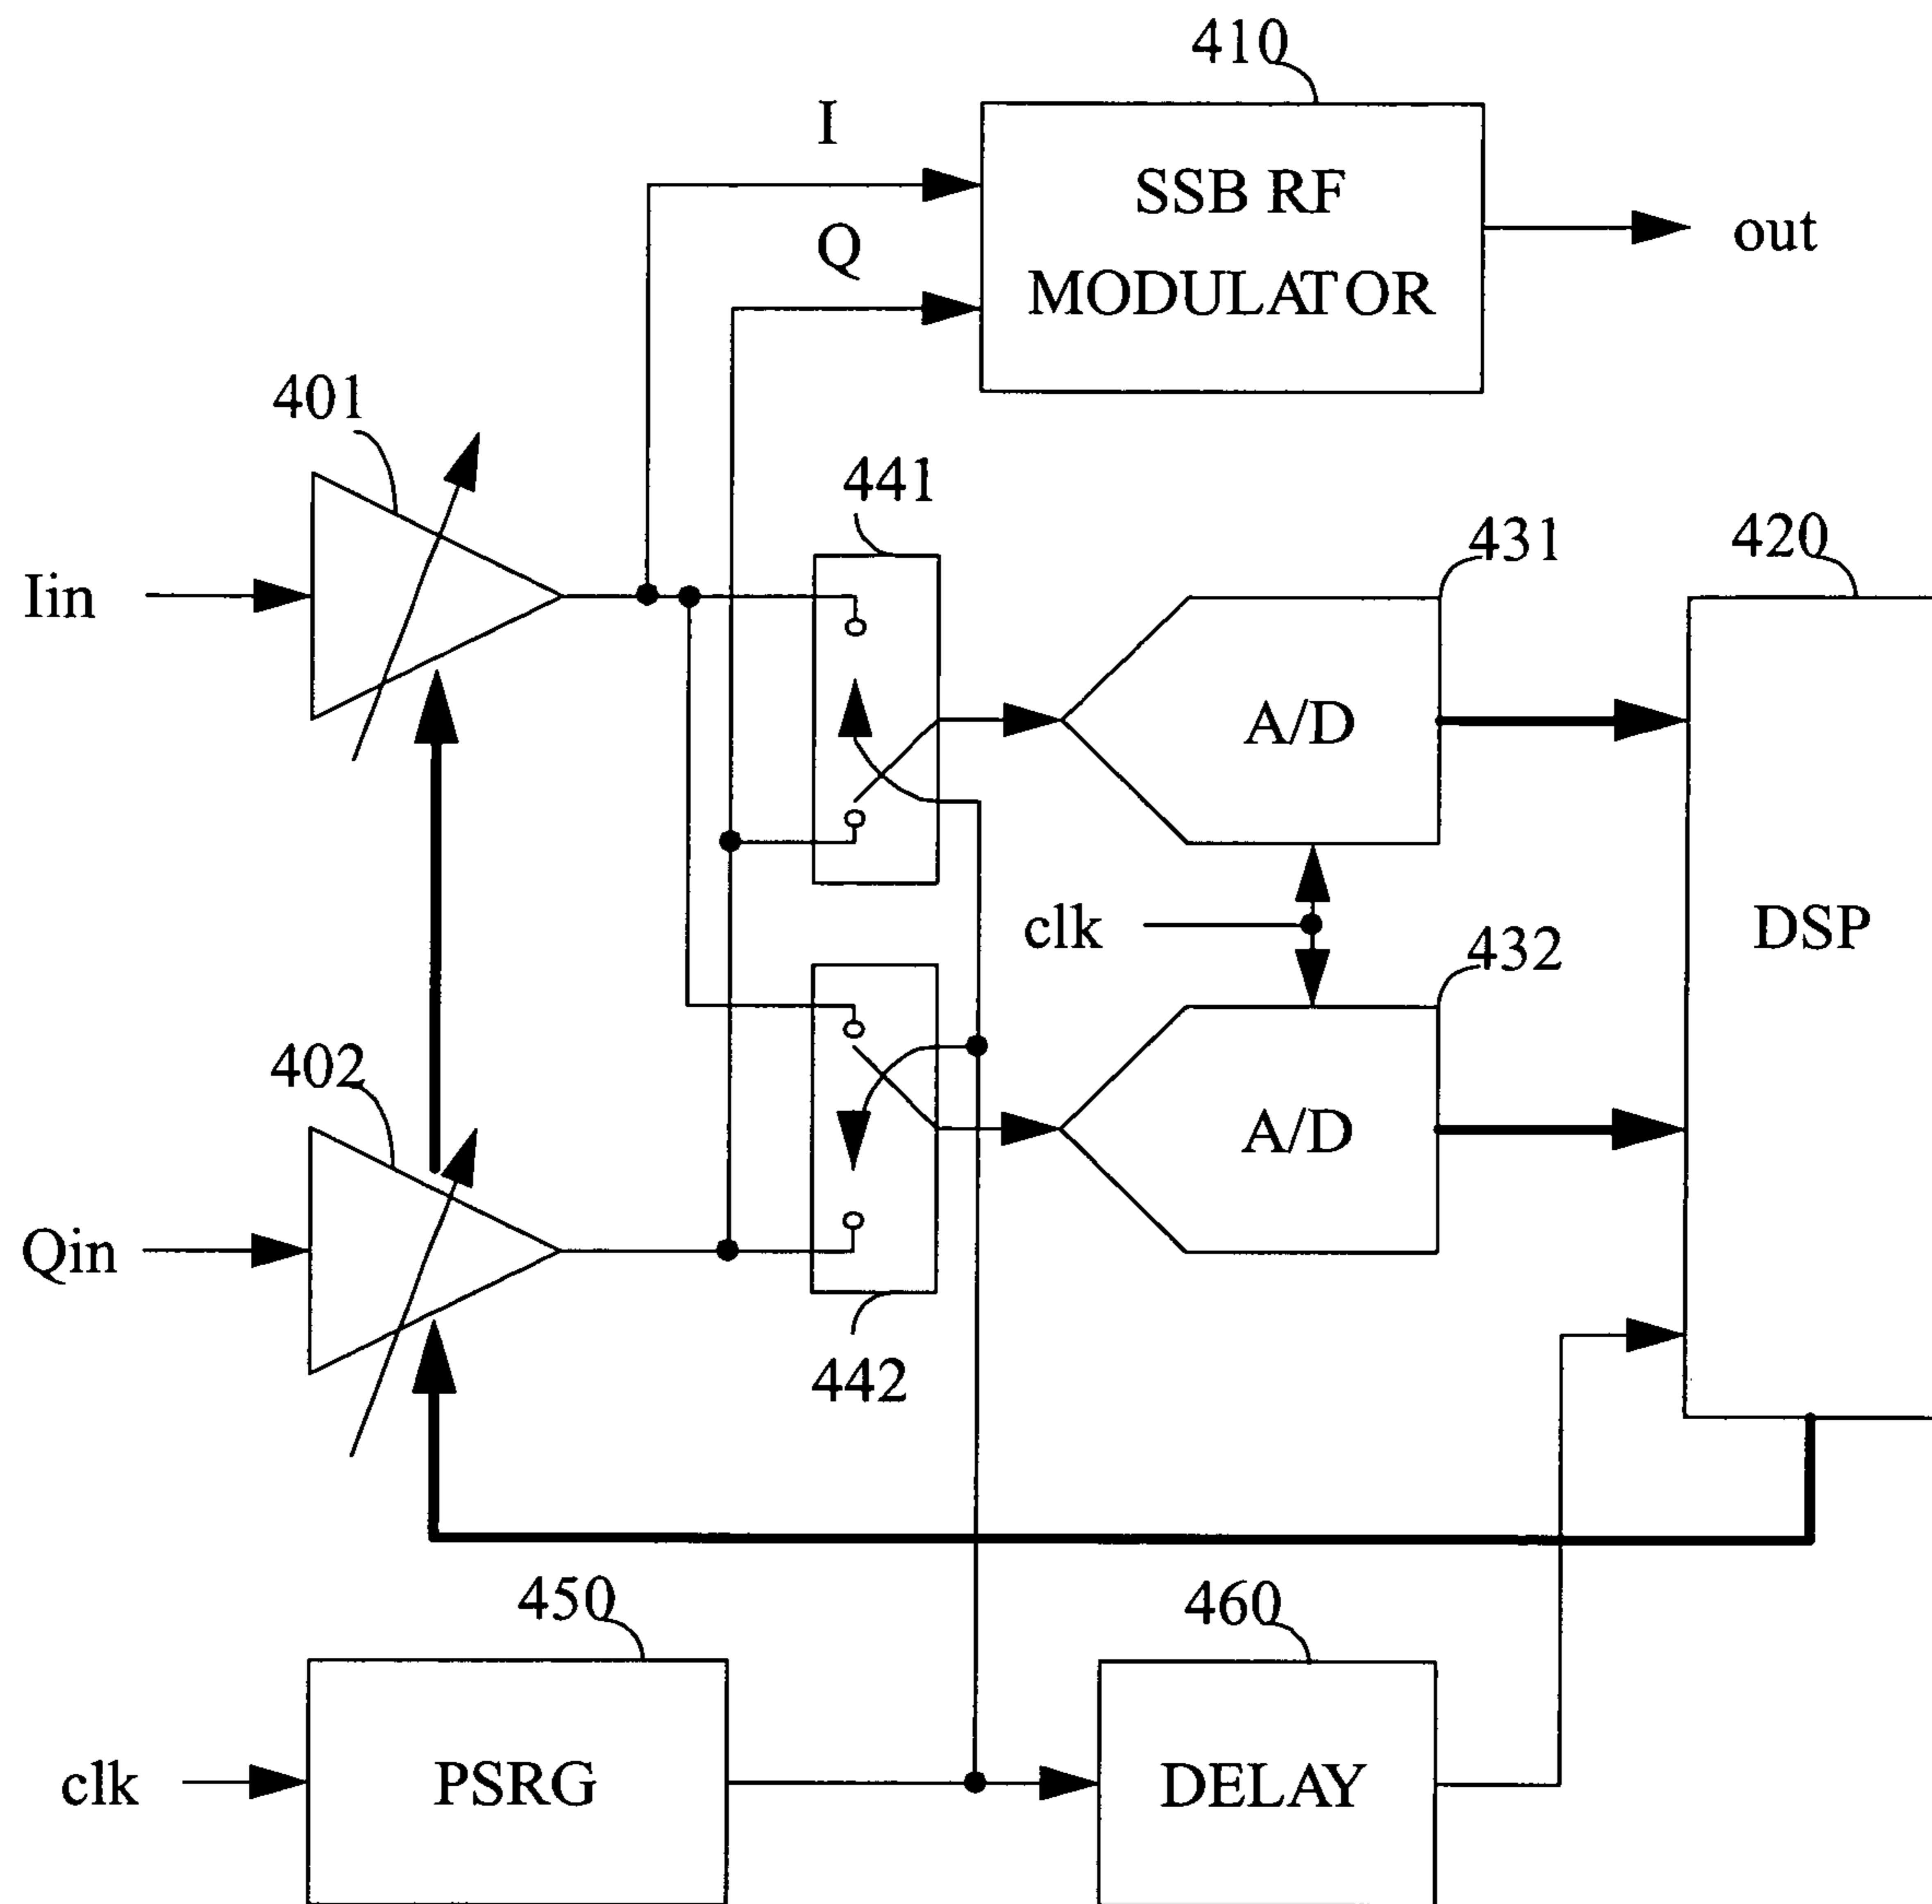 410
I
SSB RF
MODULATOR
Q
out
401
441
431
420
Iin
A/D
clk
DSP
432
402
A/D
Qin
442
450
460
clk
PSRG
DELAY